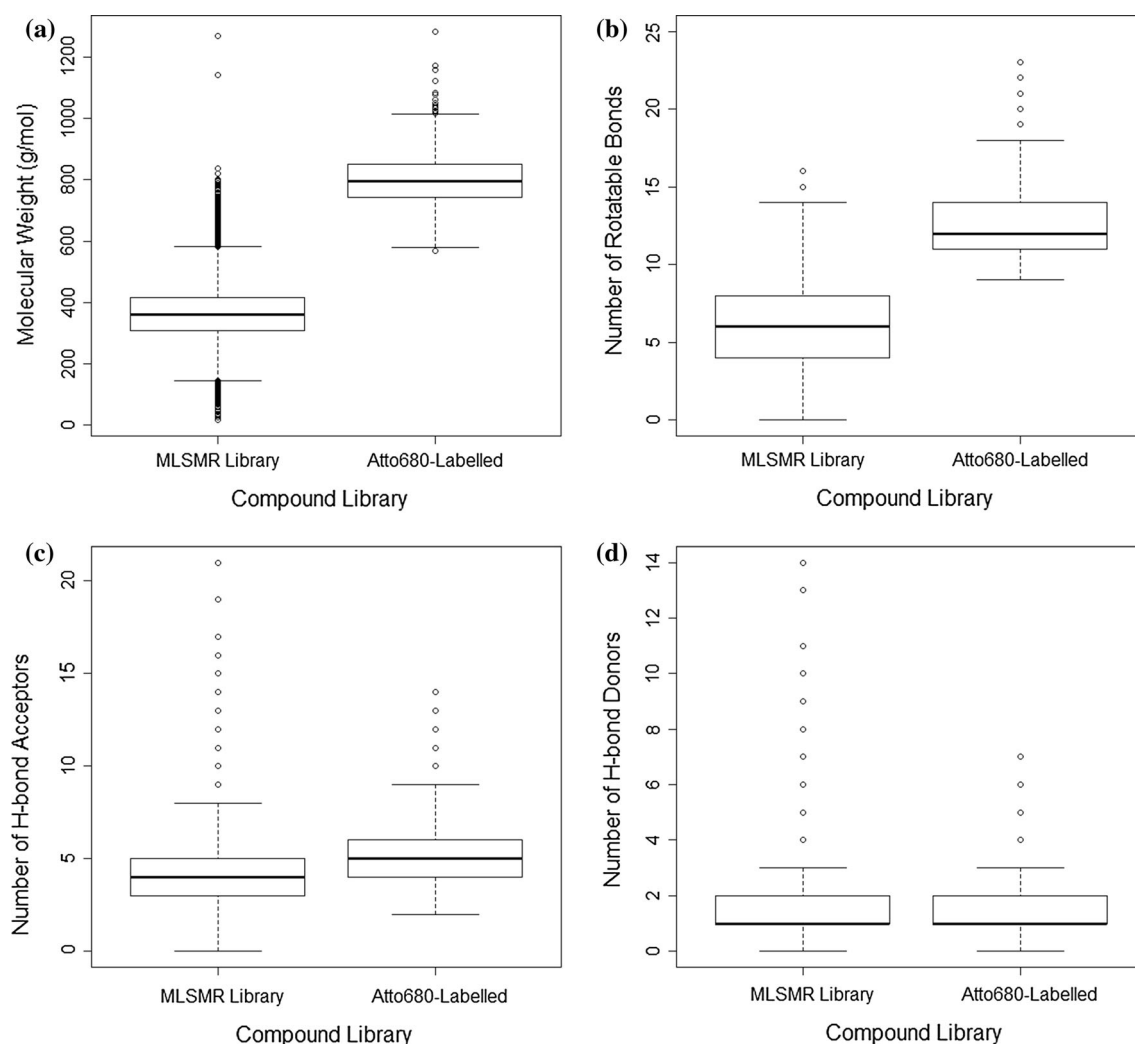 (a)
Molecular Weight (g/mol)
1200
1000
800
600
400
200
0
MLSMR Library
Atto680-Labelled
Compound Library
(b)
Number of Rotatable Bonds
25
20
15
10
5
0
MLSMR Library
Atto680-Labelled
Compound Library
(c)
Number of H-bond Acceptors
20
15
10
5
0
MLSMR Library
Atto680-Labelled
Compound Library
(d)
Number of H-bond Donors
14
12
10
8
6
4
2
0
MLSMR Library
Atto680-Labelled
Compound Library